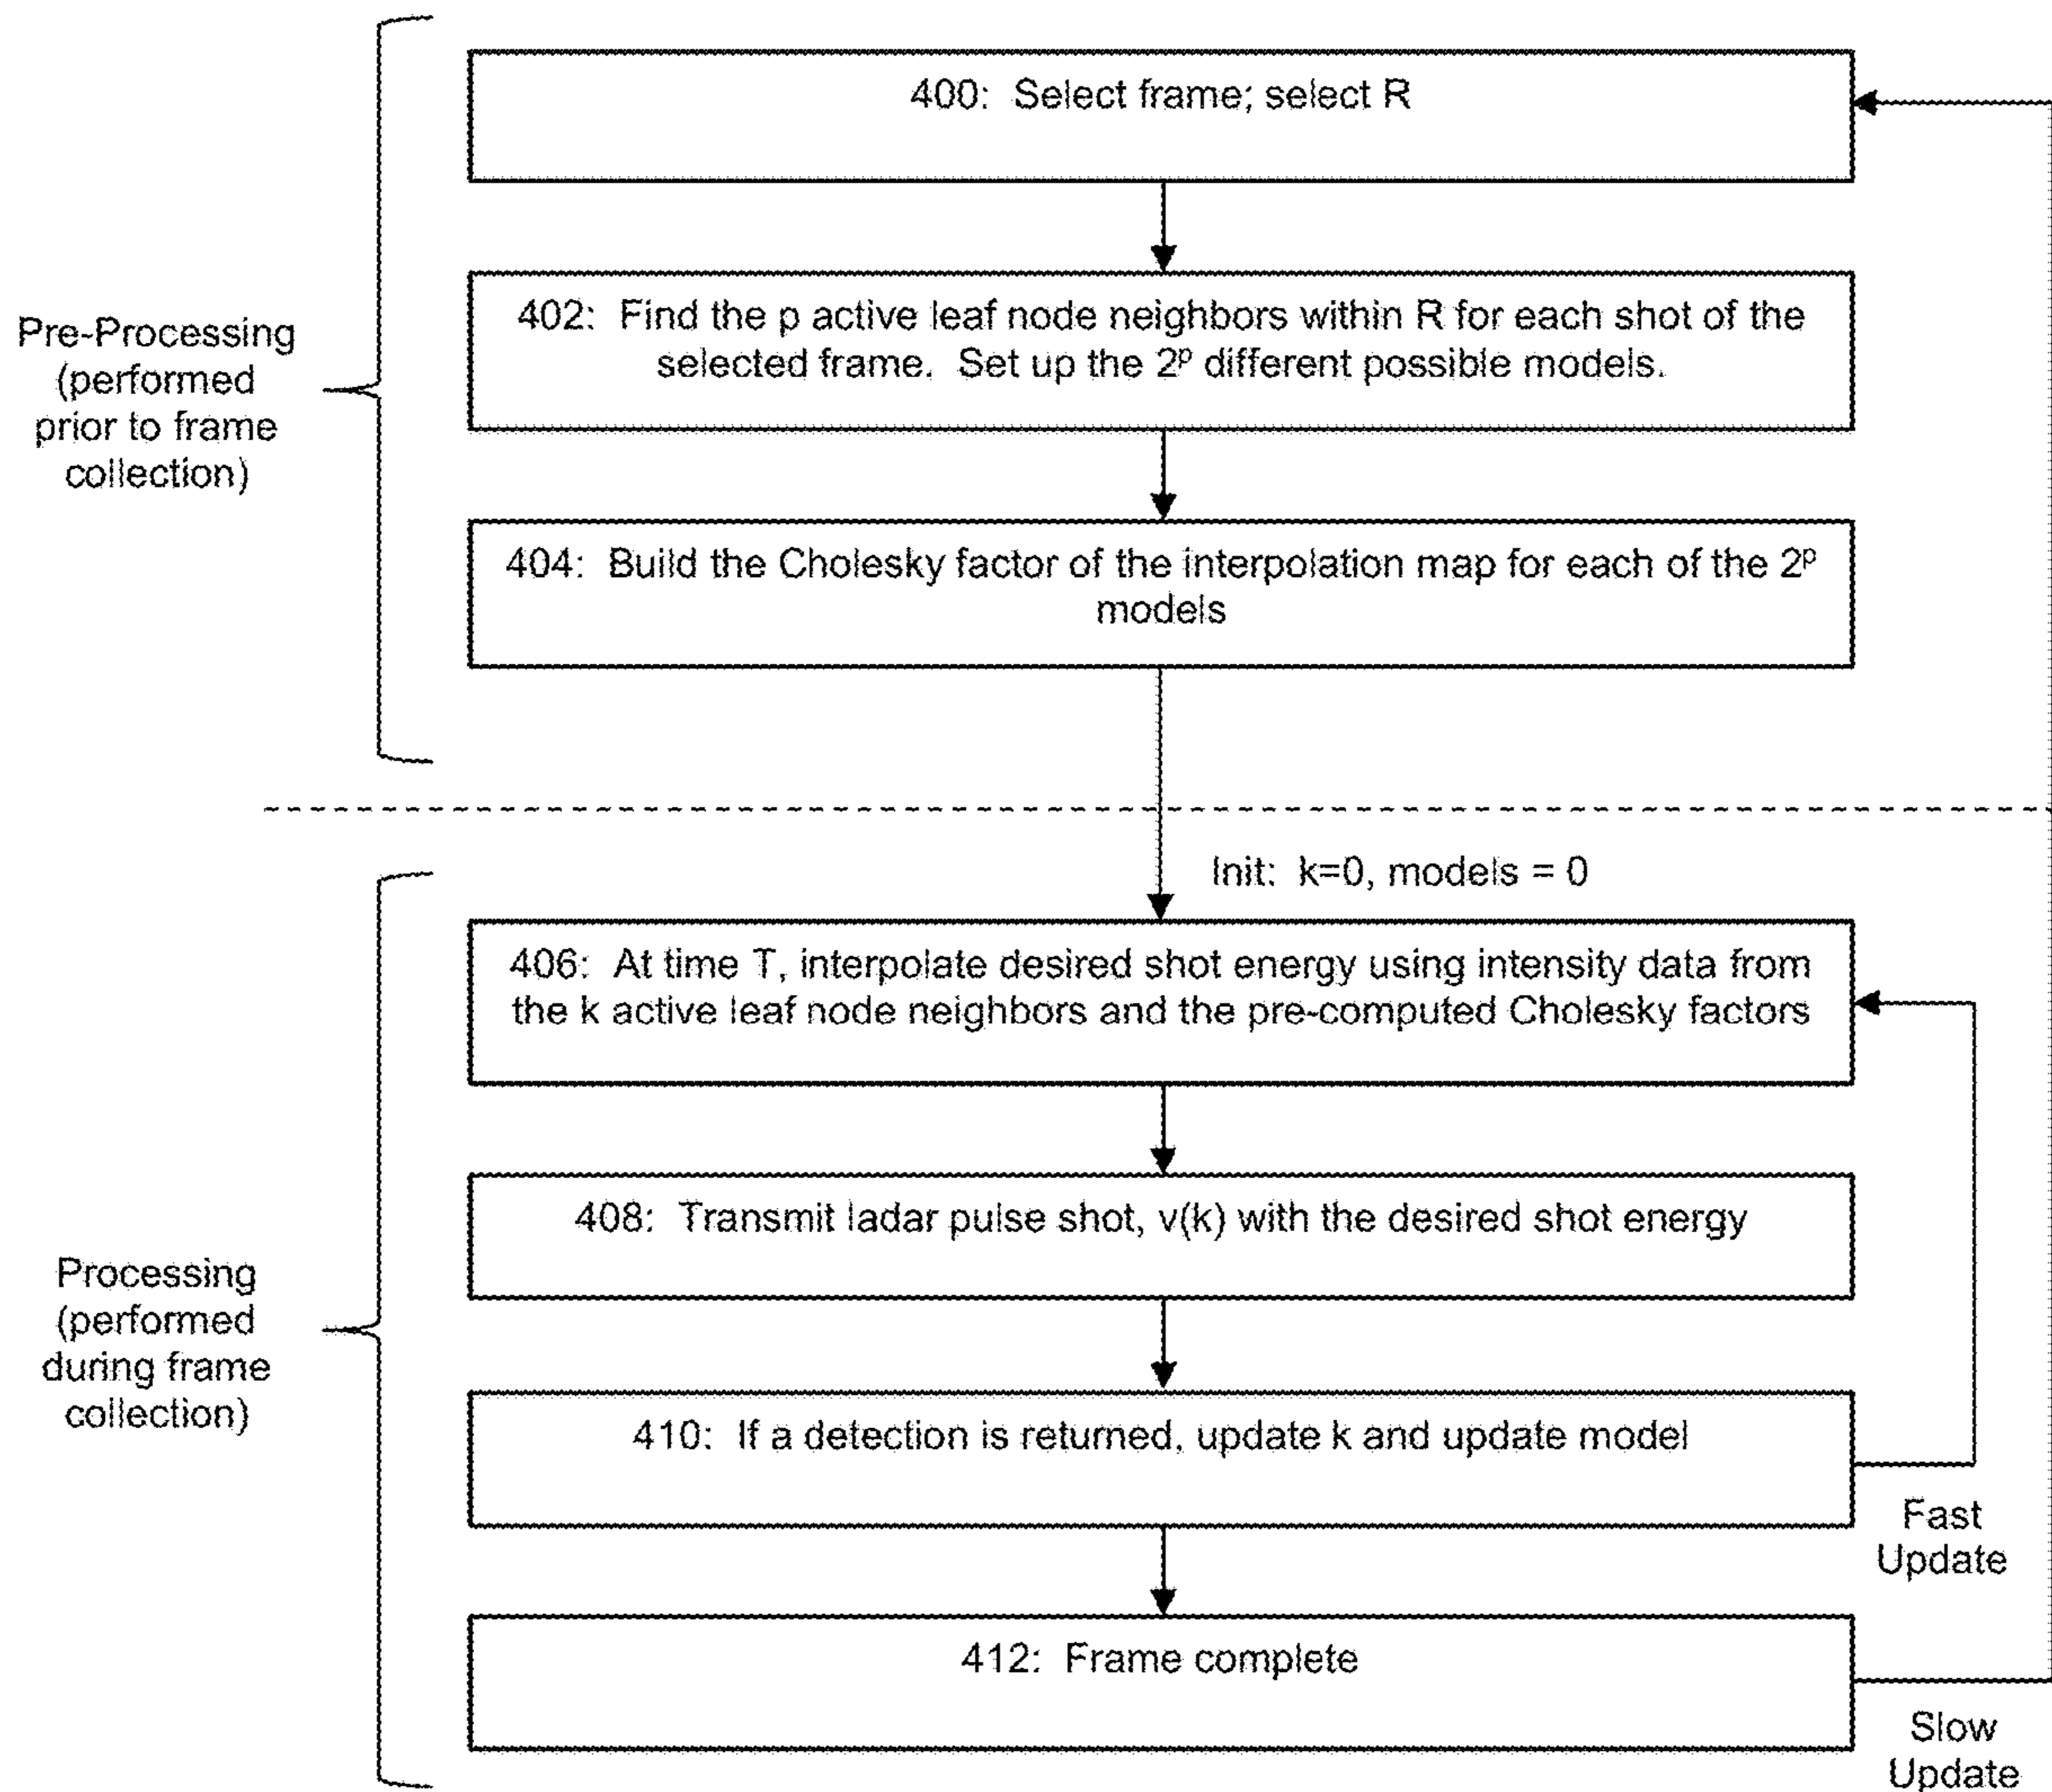 400: Select frame; select R
Pre-Processing
(performed
prior to frame
collection)
402: Find the p active leaf node neighbors within R for each shot of the
selected frame. Set up the 2ᵖ different possible models.
404: Build the Cholesky factor of the interpolation map for each of the 2ᵖ
models
Init: k=0, models = 0
406: At time T, interpolate desired shot energy using intensity data from
the k active leaf node neighbors and the pre-computed Cholesky factors
408: Transmit ladar pulse shot, v(k) with the desired shot energy
Processing
(performed
during frame
collection)
410: If a detection is returned, update k and update model
Fast
Update
412: Frame complete
Slow
Update